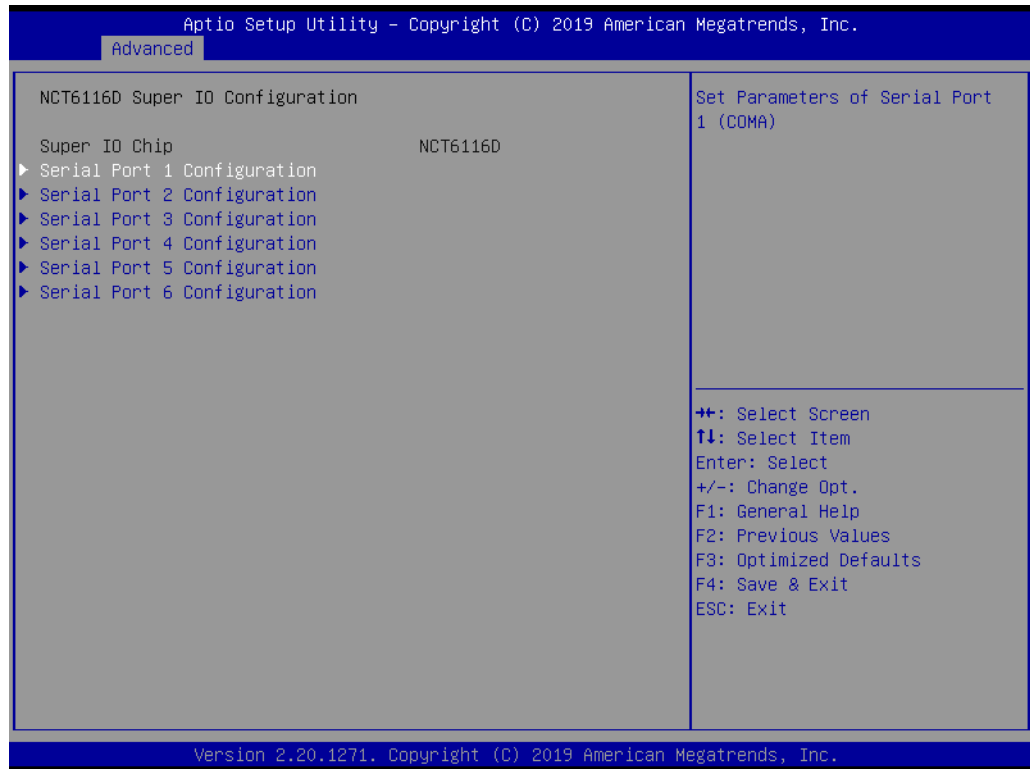 Aptio Setup Utility – Copyright (C) 2019 American Megatrends, Inc.
Advanced
NCT6116D Super IO Configuration
Super IO Chip NCT6116D
Serial Port 1 Configuration
Serial Port 2 Configuration
Serial Port 3 Configuration
Serial Port 4 Configuration
Serial Port 5 Configuration
Serial Port 6 Configuration
Set Parameters of Serial Port
1 (COMA)
→←: Select Screen
↑↓: Select Item
Enter: Select
+/-: Change Opt.
F1: General Help
F2: Previous Values
F3: Optimized Defaults
F4: Save & Exit
ESC: Exit
Version 2.20.1271. Copyright (C) 2019 American Megatrends, Inc.